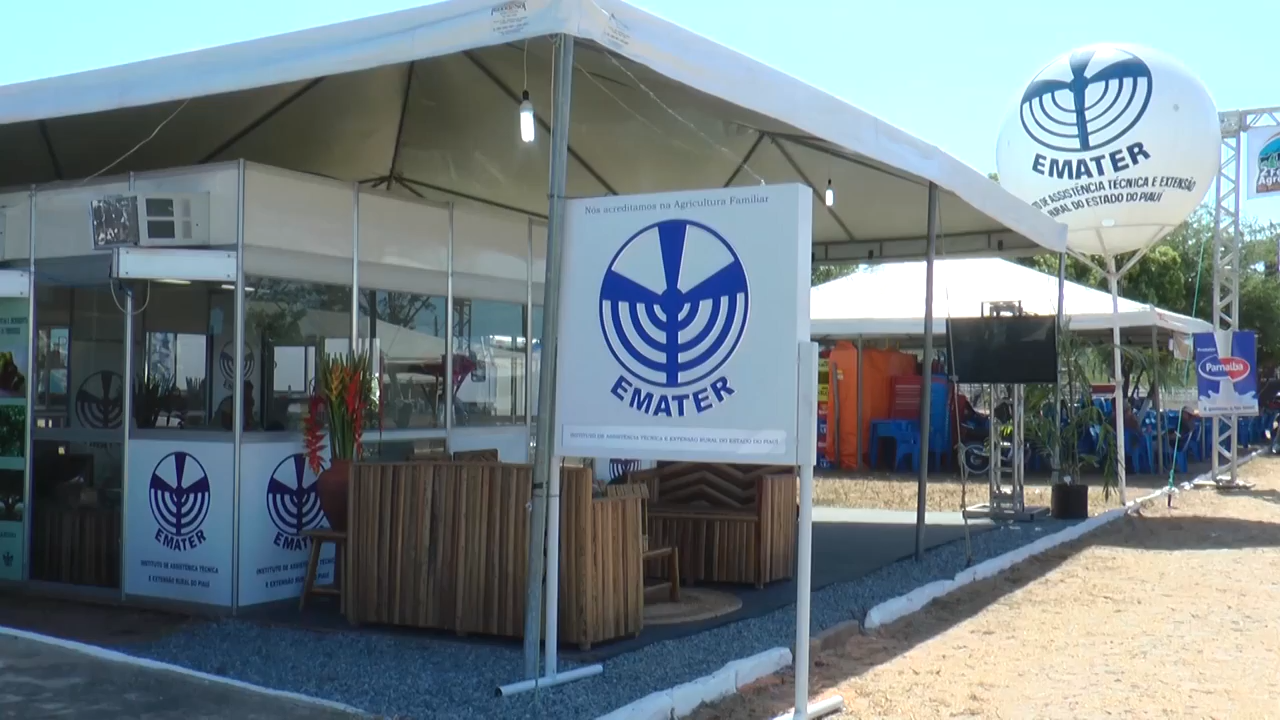 Nós acreditamos na Agricultura Familiar
EMATER
INSTITUTO DE ASSISTÊNCIA TÉCNICA E EXTENSÃO RURAL DO ESTADO DO PIAUÍ
EMATER
DE ASSISTÊNCIA TÉCNICA E EXTENSÃO
RURAL DO ESTADO DO PIAUÍ
Parnaíba
EMATER
INSTITUTO DE ASSISTÊNCIA TÉCNICA
E EXTENSÃO RURAL DO PIAUÍ
EMATER
INSTITUTO DE ASSISTÊNCIA
E EXTENSÃO RURAL DO